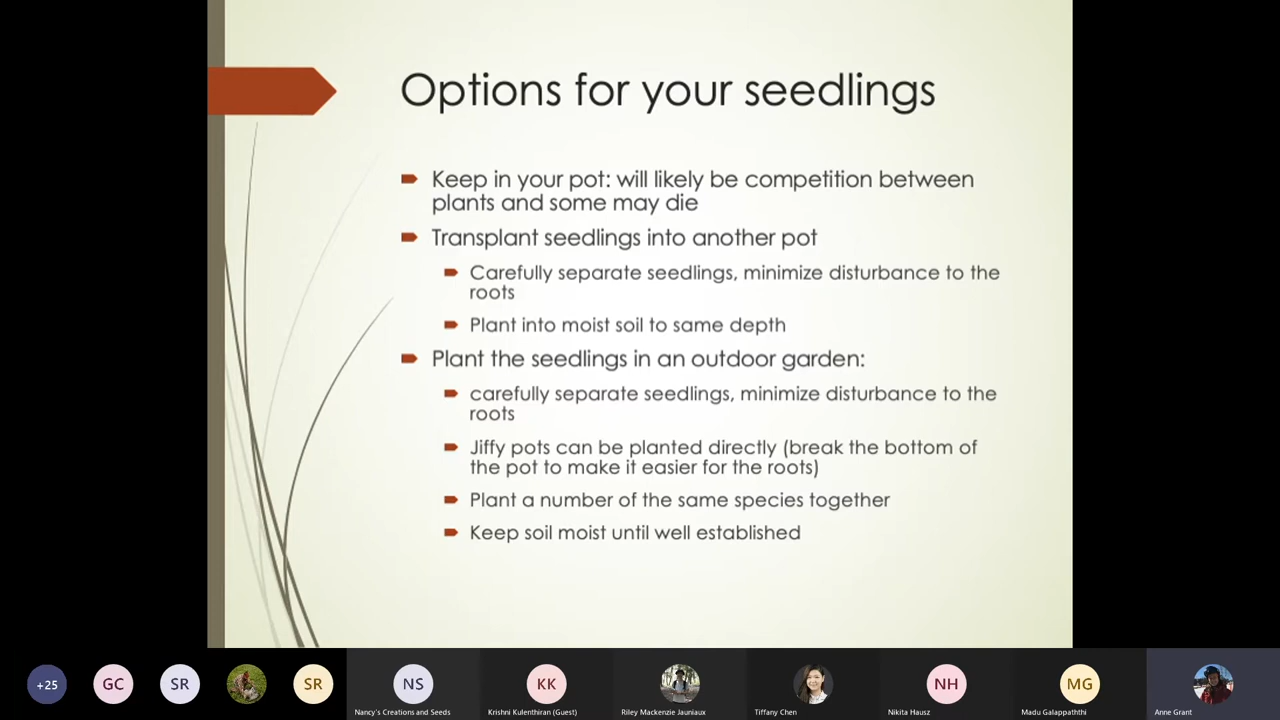 Options for your seedlings
Keep in your pot: will likely be competition between
plants and some may die
Transplant seedlings into another pot
Carefully separate seedlings, minimize disturbance to the
roots
Plant into moist soil to same depth
Plant the seedlings in an outdoor garden:
carefully separate seedlings, minimize disturbance to the
roots
Jiffy pots can be planted directly (break the bottom of
the pot to make it easier for the roots)
Plant a number of the same species together
Keep soil moist until well established
+25
GC
SR
SR
NS
KK
NH
MG
Nancy's Creations and Seeds
Krishni Kulenthiran (Guest)
Riley Mackenzie Jauniaux
Tiffany Chen
Nikita Hausz
Madu Galappaththi
Anne Grant